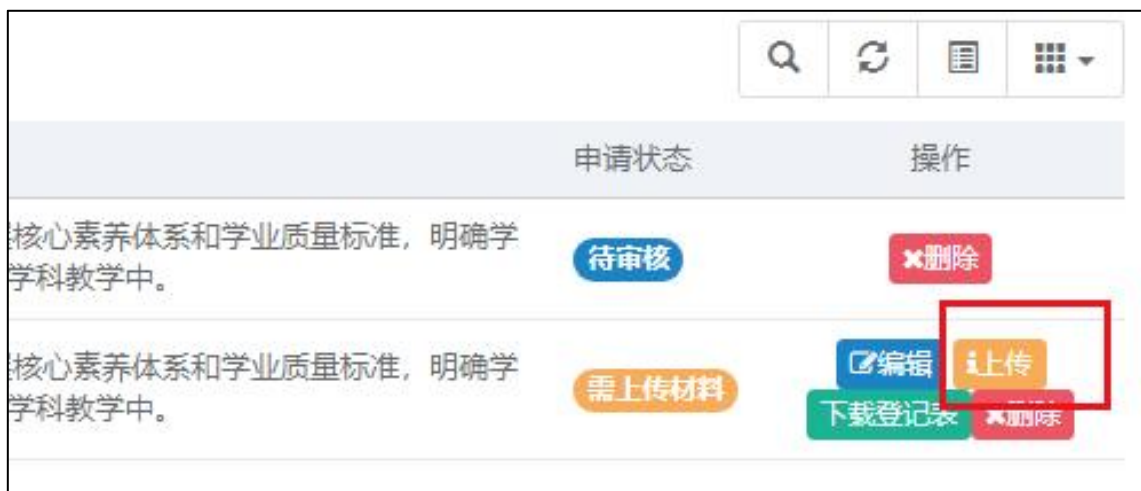 申请状态 操作
核心素养体系和学业质量标准，明确学
学科教学中。
待审核 删除
核心素养体系和学业质量标准，明确学
学科教学中。
需上传材料 编辑 上传
下载登记表 删除